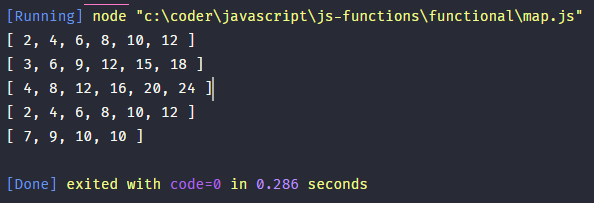 [Running] node "c:\coder\javascript\js-functions\functional\map.js"
[ 2, 4, 6, 8, 10, 12 ]
[ 3, 6, 9, 12, 15, 18 ]
[ 4, 8, 12, 16, 20, 24 ]
[ 2, 4, 6, 8, 10, 12 ]
[ 7, 9, 10, 10 ]
[Done] exited with code=0 in 0.286 seconds